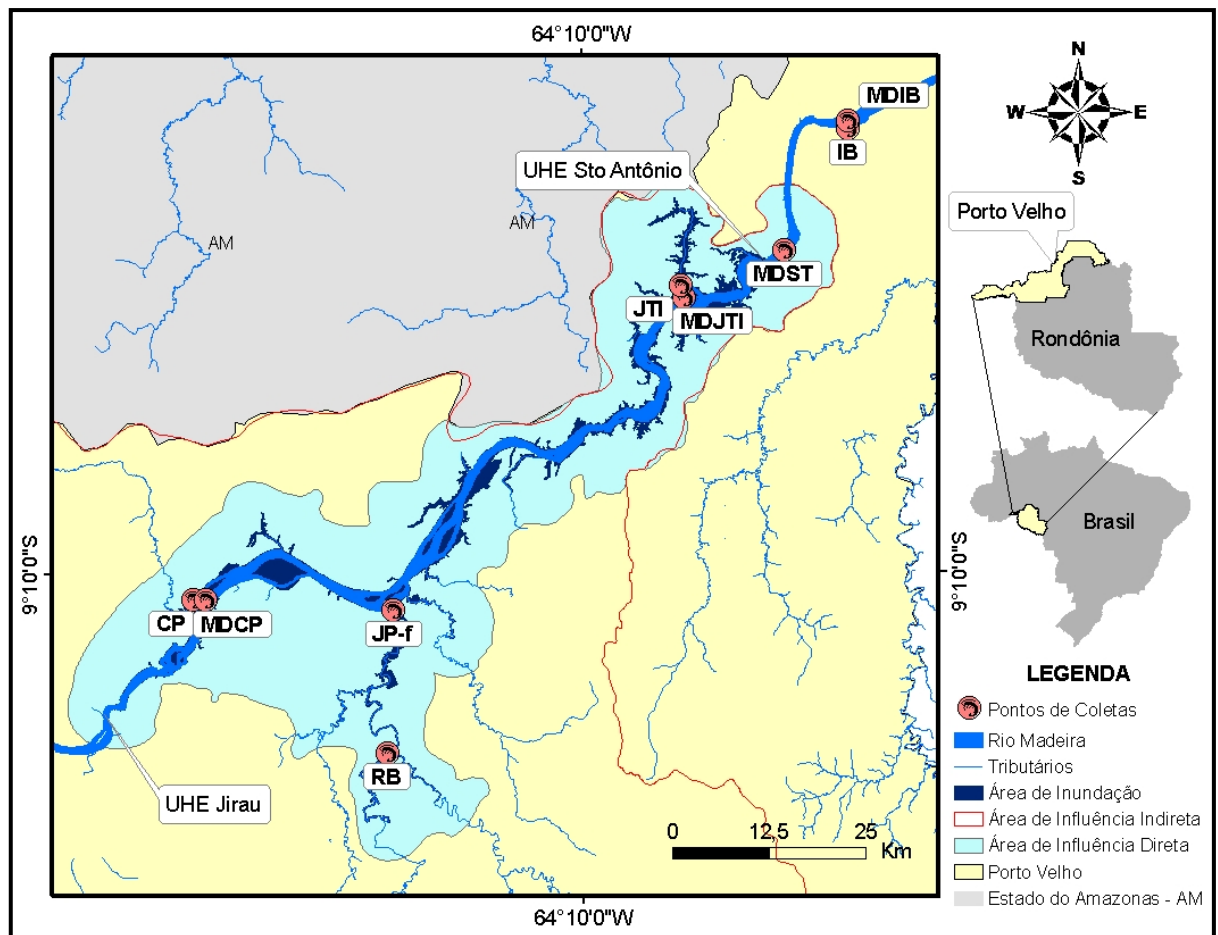 64°10'0"W
MDIB
IB
UHE Sto Antônio
AM
AM
MDST
JTI
MDJTI
9°10'0"S
9°10'0"S
CP
MDCP
JP-f
RB
UHE Jirau
0 12,5 25
Km
64°10'0"W
N
W
E
S
Porto Velho
Rondônia
Brasil
LEGENDA
Pontos de Coletas
Rio Madeira
Tributários
Área de Inundação
Área de Influência Indireta
Área de Influência Direta
Porto Velho
Estado do Amazonas - AM